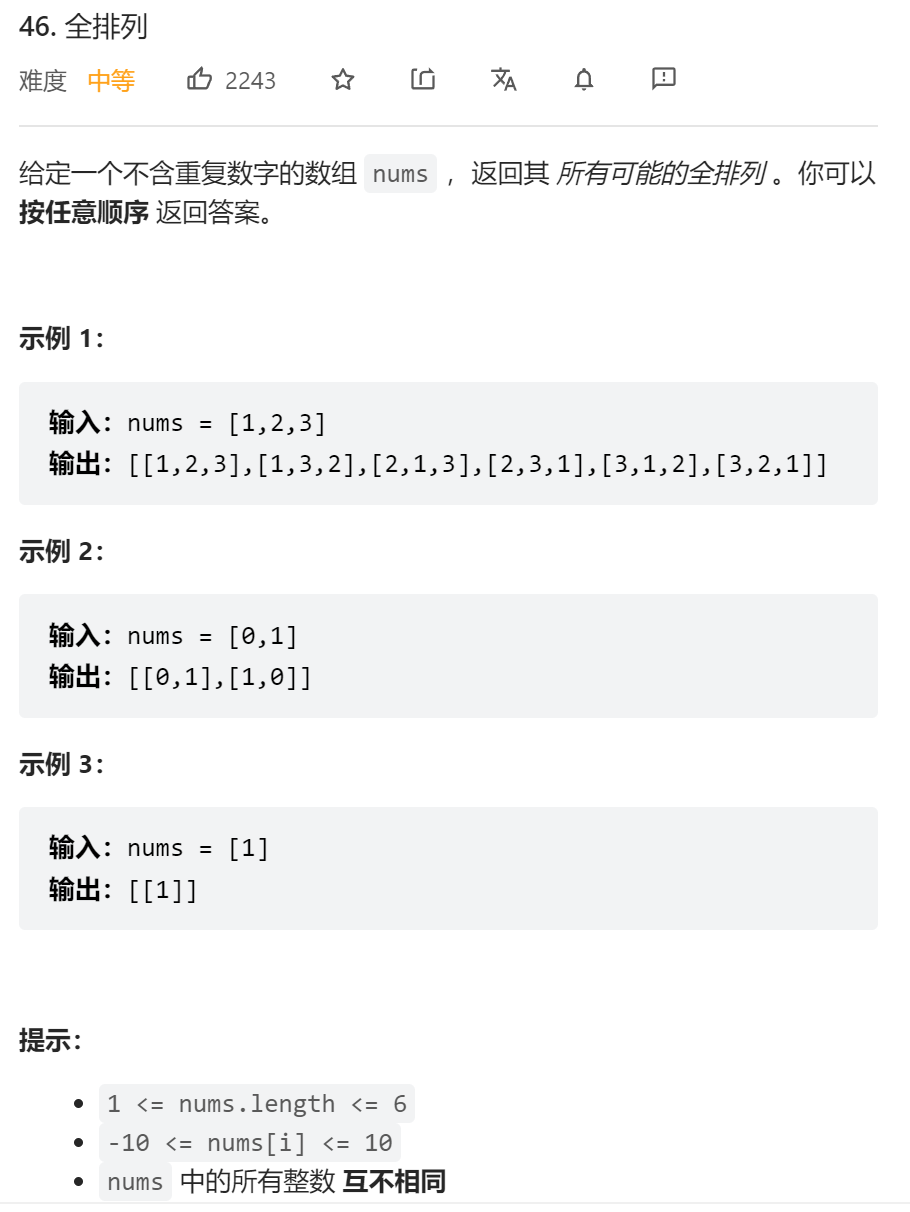 46. 全排列
难度 中等 2243
给定一个不含重复数字的数组 nums ，返回其 所有可能的全排列 。你可以
按任意顺序 返回答案。
示例 1：
输入：nums = [1,2,3]
输出：[[1,2,3],[1,3,2],[2,1,3],[2,3,1],[3,1,2],[3,2,1]]
示例 2：
输入：nums = [0,1]
输出：[[0,1],[1,0]]
示例 3：
输入：nums = [1]
输出：[[1]]
提示：
1 <= nums.length <= 6
-10 <= nums[i] <= 10
nums 中的所有整数 互不相同